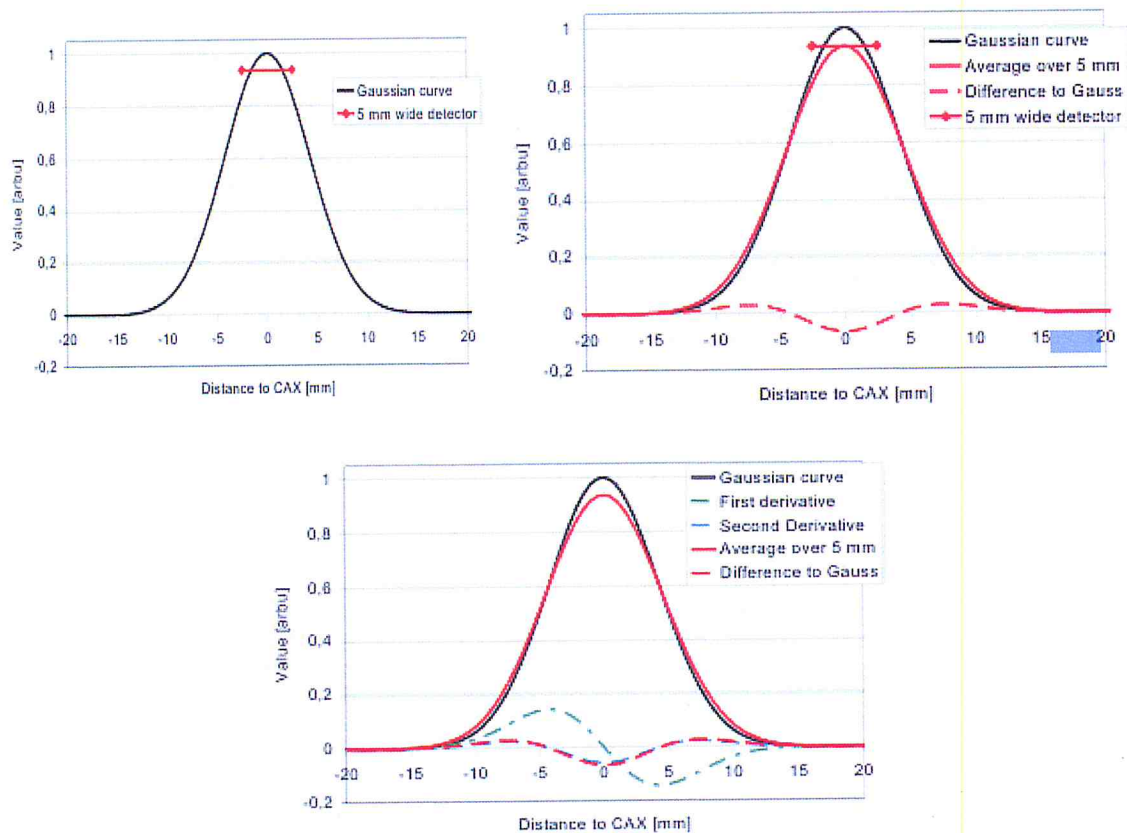 Gaussian curve
5 mm wide detector
Value [arbu]
1
0,8
0,6
0,4
0,2
0
-0,2
-20 -15 -10 -5 0 5 10 15 20
Distance to CAX [mm]
Gaussian curve
Average over 5 mm
Difference to Gauss
5 mm wide detector
Value [arbu]
1
0,8
0,6
0,4
0,2
0
-0,2
-20 -15 -10 -5 0 5 10 15 20
Distance to CAX [mm]
Gaussian curve
First derivative
Second Derivative
Average over 5 mm
Difference to Gauss
Value [arbu]
1
0,8
0,6
0,4
0,2
0
-0,2
-20 -15 -10 -5 0 5 10 15 20
Distance to CAX [mm]